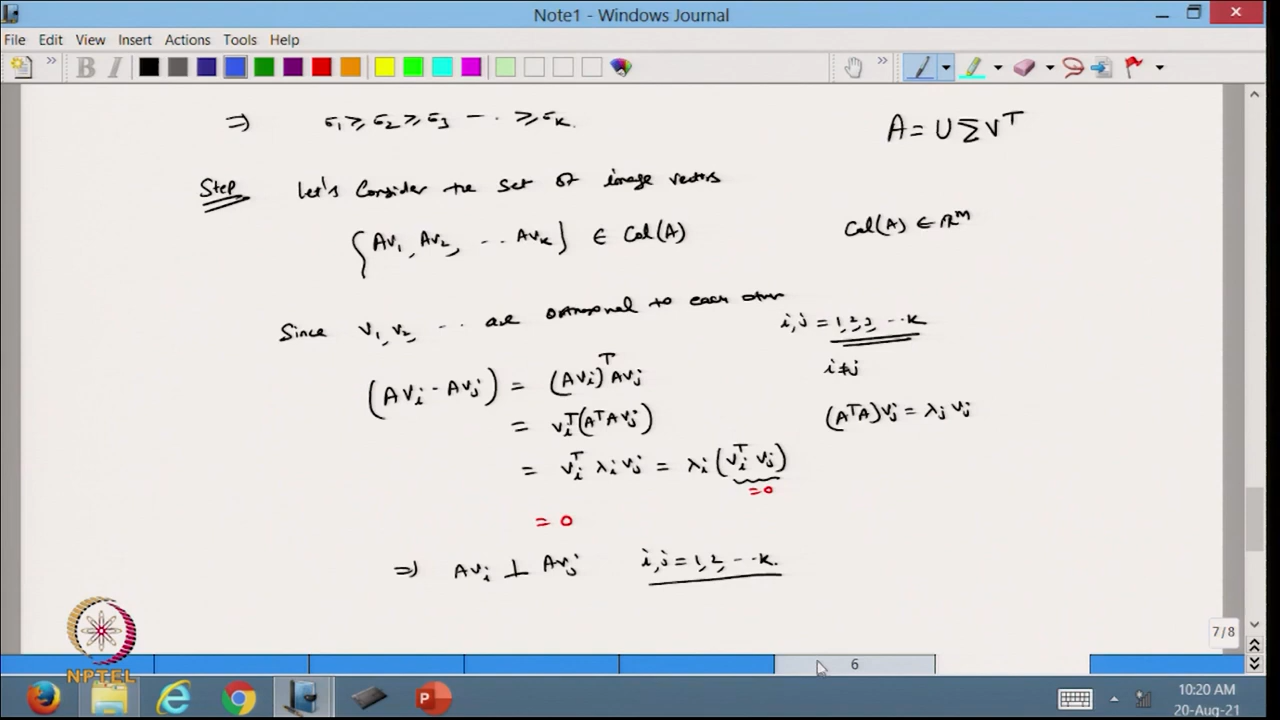 Note1 - Windows Journal
File Edit View Insert Actions Tools Help
⇒ σ1 ≥ σ2 ≥ σ3 --. ≥ σk.
A = U Σ V^T
Step Let's Consider the set of image vectors
{Av1, Av2, ... Avk} ∈ Col(A)
Col(A) ∈ R^m
Since v1, v2, ... are orthogonal to each other
i,j = 1,2,3, ... k
i≠j
(Avi · Avj) = (Avi)^T Avj
= vi^T (A^T A vj)
(A^T A) vj = λj vj
= vi^T λi vj = λi (vi^T vj)
= 0
= 0
⇒ Avi ⊥ Avj i,j = 1,2, ... k.
7/8
NPTEL
6
10:20 AM
20-Aug-21